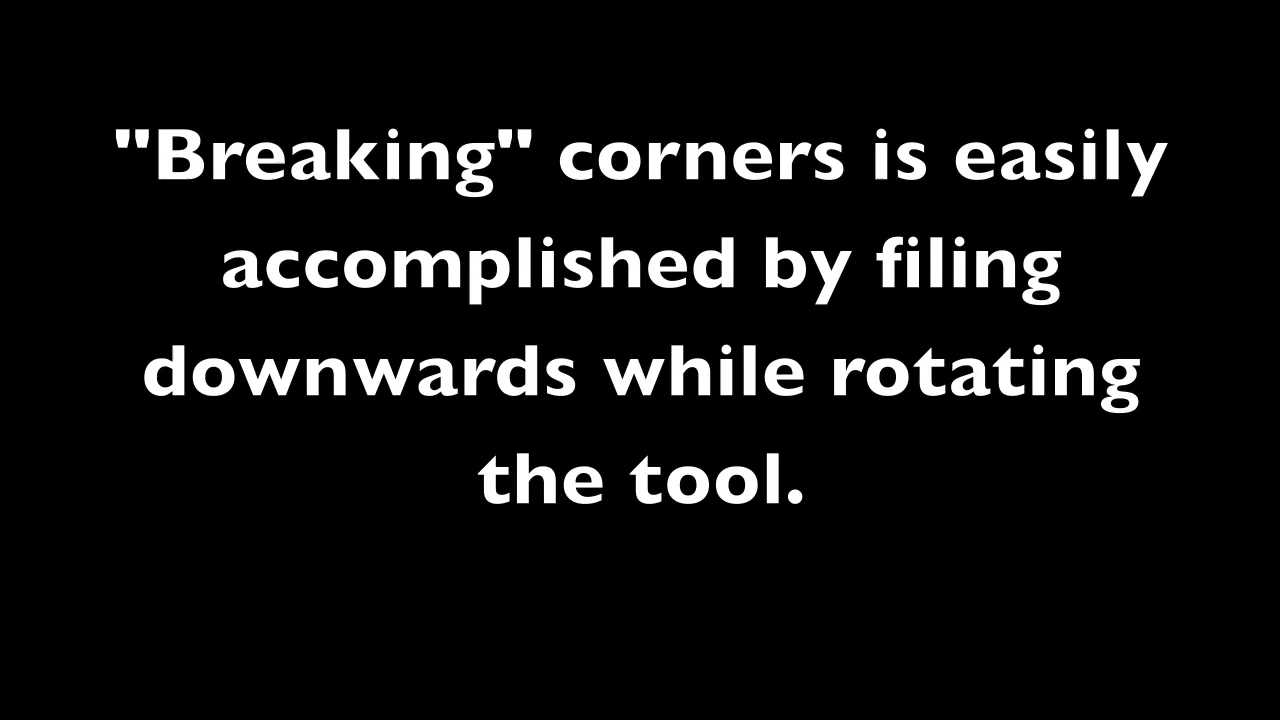 "Breaking" corners is easily
accomplished by filing
downwards while rotating
the tool.